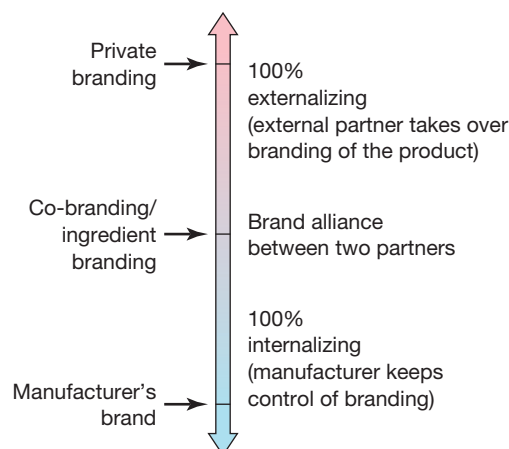 Private
branding
100%
externalizing
(external partner takes over
branding of the product)
Co-branding/
ingredient
branding
Brand alliance
between two partners
100%
internalizing
(manufacturer keeps
control of branding)
Manufacturer’s
brand